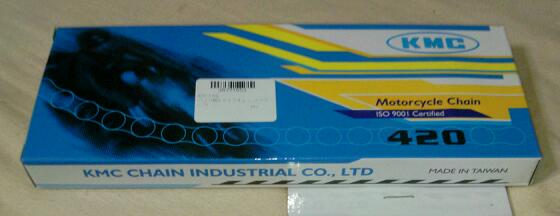 KMC
Motorcycle Chain
ISO 9001 Certified
420
KMC CHAIN INDUSTRIAL CO., LTD
MADE IN TAIWAN